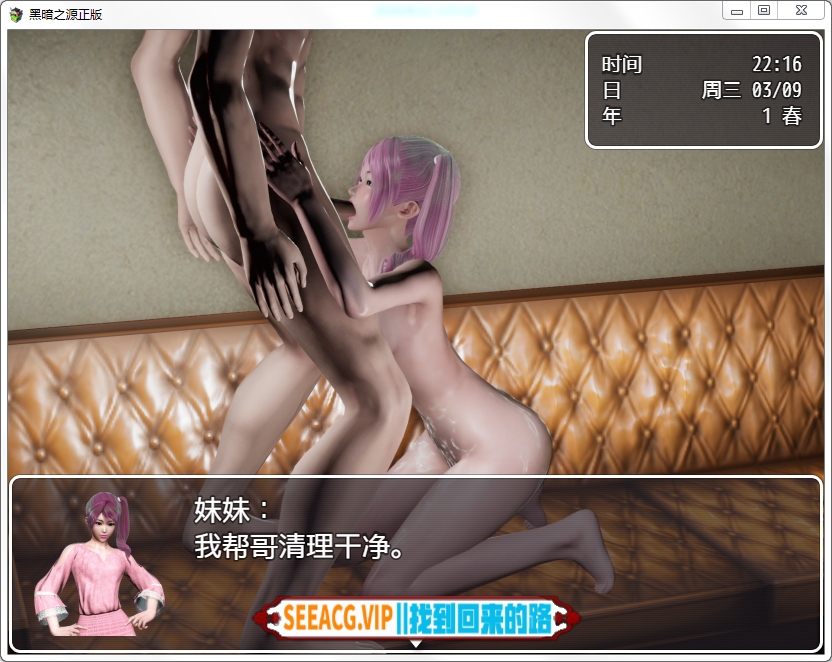 黑暗之源正版
时间 22:16
日 周三 03/09
年 1 春
妹妹：
我帮哥清理干净。
SEEACG.VIP||找到回来的路